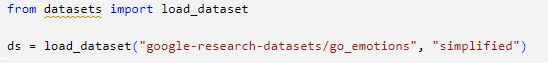 from datasets import load_dataset
ds = load_dataset("google-research-datasets/go_emotions", "simplified")